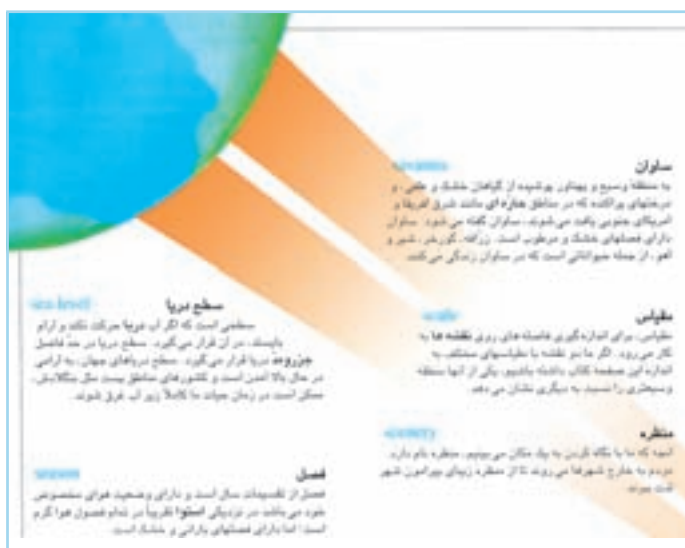 ساوان savanna
به منطقه وسیع و پهناور پوشیده از گیاهان خشک و علفی، و
درختهای پراکنده که در مناطق حاره ای مانند شرق افریقا و
امریکای جنوبی یافت می شوند، ساوان گفته می شود. ساوان
دارای فصلهای خشک و مرطوب است. زرافه، گورخر، شیر و
آهو، از جمله حیواناتی است که در ساوان زندگی می کنند.
مقیاس scale
مقیاس، برای اندازه گیری فاصله های روی نقشه ها به
کار می رود. اگر ما دو نقشه با مقیاسهای مختلف به
اندازه این صفحه کتاب داشته باشیم، یکی از آنها منطقه
وسیعتری را نسبت به دیگری نشان می دهد.
منظره scenery
آنچه که ما با نگاه کردن به یک مکان می بینیم، منظره نام دارد.
مردم به خارج شهرها می روند تا از منظره زیبای پیرامون شهر
لذت ببرند.
سطح دریا sea level
سطحی است که اگر آب دریا حرکت نکند و آرام
بایستد، در آن قرار می گیرد. سطح دریا در حد فاصل
جزرومد دریا قرار می گیرد. سطح دریاهای جهان، به آرامی
در حال بالا آمدن است و کشورهای مناطق پست مثل بنگلادش،
ممکن است در زمان حیات ما کاملاً زیر آب غرق شوند.
فصل season
فصل از تقسیمات سال است و دارای وضعیت هوای مخصوص
خود می باشد. در نزدیکی استوا تقریباً در تمام فصول هوا گرم
است؛ اما دارای فصلهای بارانی و خشک است.